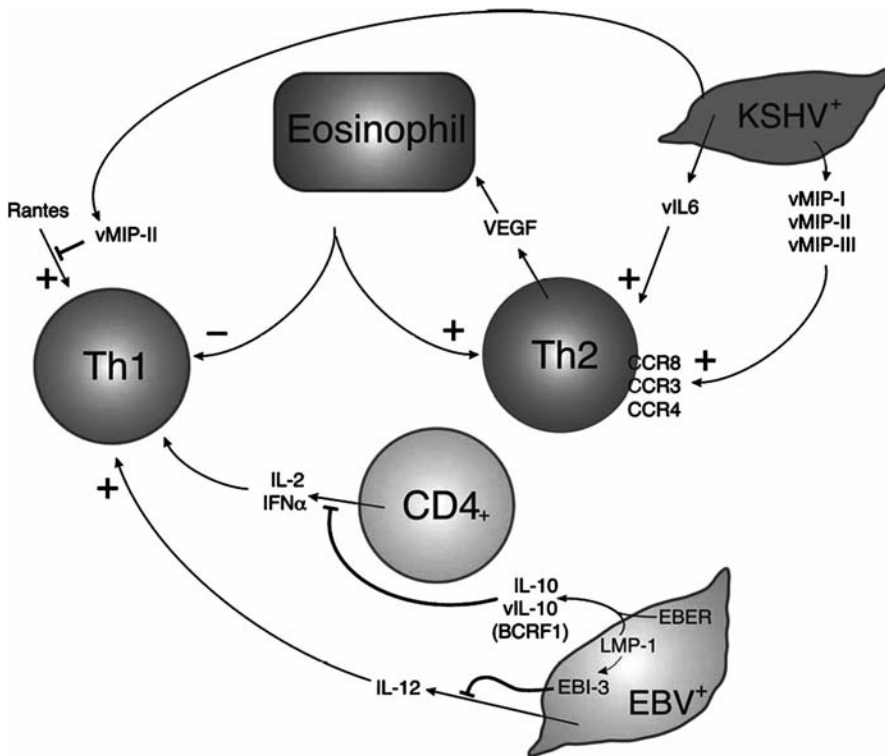 Eosinophil
KSHV+
Rantes
vMIP-II
VEGF
vIL6
vMIP-I
vMIP-II
vMIP-III
+
–
+
+
+
Th1
Th2
CCR8
CCR3
CCR4
+
IL-2
IFNα
CD4+
IL-10
vIL-10
(BCRF1)
EBER
LMP-1
IL-12
EBI-3
EBV+